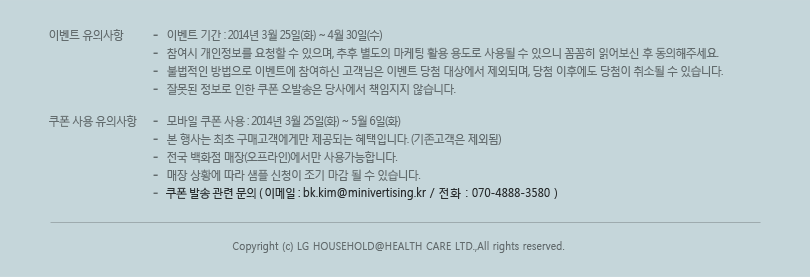 이벤트 유의사항 - 이벤트 기간 : 2014년 3월 25일(화) ~ 4월 30일(수)
- 참여시 개인정보를 요청할 수 있으며, 추후 별도의 마케팅 활용 용도로 사용될 수 있으니 꼼꼼히 읽어보신 후 동의해주세요.
- 불법적인 방법으로 이벤트에 참여하신 고객님은 이벤트 당첨 대상에서 제외되며, 당첨 이후에도 당첨이 취소될 수 있습니다.
- 잘못된 정보로 인한 쿠폰 오발송은 당사에서 책임지지 않습니다.
쿠폰 사용 유의사항 - 모바일 쿠폰 사용 : 2014년 3월 25일(화) ~ 5월 6일(화)
- 본 행사는 최초 구매고객에게만 제공되는 혜택입니다. (기존고객은 제외됨)
- 전국 백화점 매장(오프라인)에서만 사용가능합니다.
- 매장 상황에 따라 샘플 신청이 조기 마감 될 수 있습니다.
- 쿠폰 발송 관련 문의 ( 이메일 : bk.kim@minivertising.kr / 전화 : 070-4888-3580 )
Copyright (c) LG HOUSEHOLD@HEALTH CARE LTD.,All rights reserved.